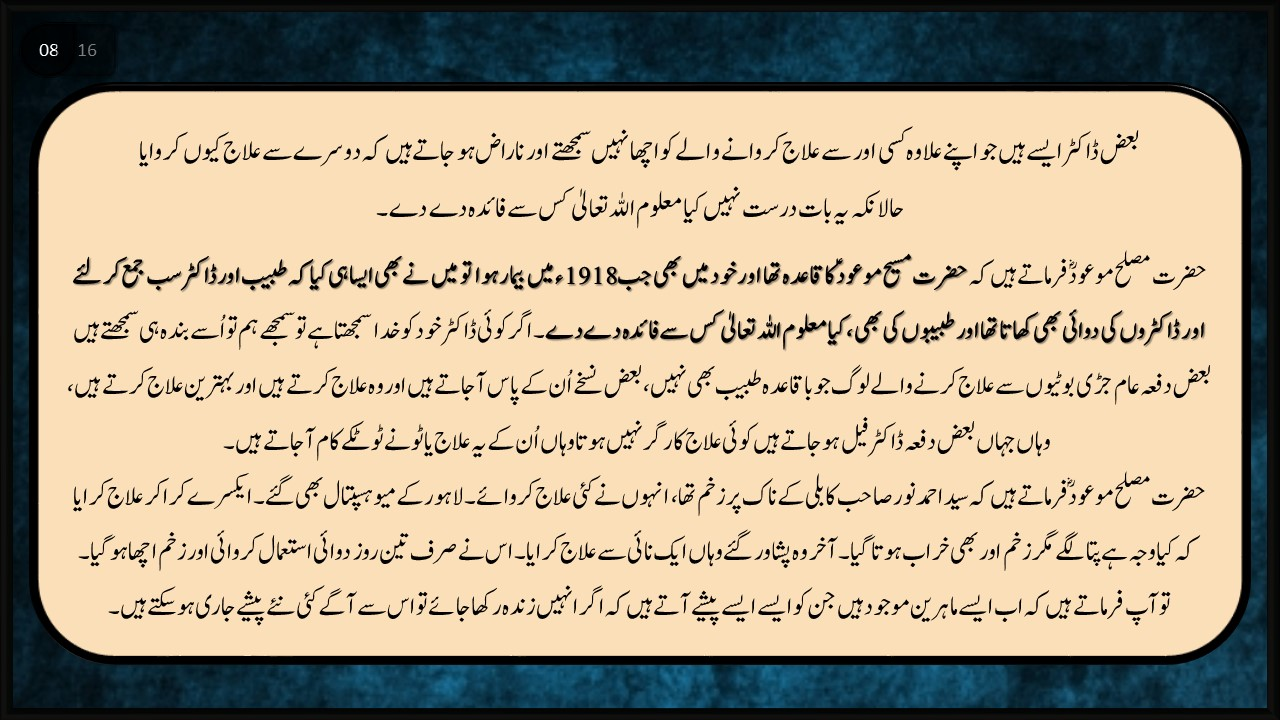 08 16
بعض ڈاکٹر ایسے ہیں جو اپنے علاوہ کسی اور سے علاج کروانے والے کو اچھا نہیں سمجھتے اور ناراض ہو جاتے ہیں کہ دوسرے سے علاج کیوں کروایا
حالانکہ یہ بات درست نہیں کیا معلوم اللہ تعالیٰ کس سے فائدہ دے دے۔
حضرت مصلح موعودؓ فرماتے ہیں کہ حضرت مسیح موعودؑ کا قاعدہ تھا اور خود میں بھی جب 1918ء میں بیمار ہوا تو میں نے بھی ایسا ہی کیا کہ طبیب اور ڈاکٹر سب جمع کر لئے
اور ڈاکٹروں کی دوائی بھی کھاتا تھا اور طبیبوں کی بھی، کیا معلوم اللہ تعالیٰ کس سے فائدہ دے دے۔ اگر کوئی ڈاکٹر خود کو خدا سمجھتا ہے تو سمجھے ہم تو اُسے بندہ ہی سمجھتے ہیں
بعض دفعہ عام جڑی بوٹیوں سے علاج کرنے والے لوگ جو باقاعدہ طبیب بھی نہیں، بعض نسخے اُن کے پاس آ جاتے ہیں اور وہ علاج کرتے ہیں اور بہترین علاج کرتے ہیں،
وہاں جہاں بعض دفعہ ڈاکٹر فیل ہو جاتے ہیں کوئی علاج کارگر نہیں ہوتا وہاں اُن کے یہ علاج یا ٹونے ٹوٹکے کام آ جاتے ہیں۔
حضرت مصلح موعودؓ فرماتے ہیں کہ سید احمد نور صاحب کابلی کے ناک پر زخم تھا، انہوں نے کئی علاج کروائے۔ لاہور کے میو ہسپتال بھی گئے۔ ایکسرے کرا کر علاج کرایا
کہ کیا وجہ ہے پتا لگے مگر زخم اور بھی خراب ہوتا گیا۔ آخر وہ پشاور گئے وہاں ایک نائی سے علاج کرایا۔ اس نے صرف تین روز دوائی استعمال کروائی اور زخم اچھا ہو گیا۔
تو آپ فرماتے ہیں کہ اب ایسے ماہرین موجود ہیں جن کو ایسے ایسے پیشے آتے ہیں کہ اگر انہیں زندہ رکھا جائے تو اس سے آگے کئی نئے پیشے جاری ہو سکتے ہیں۔